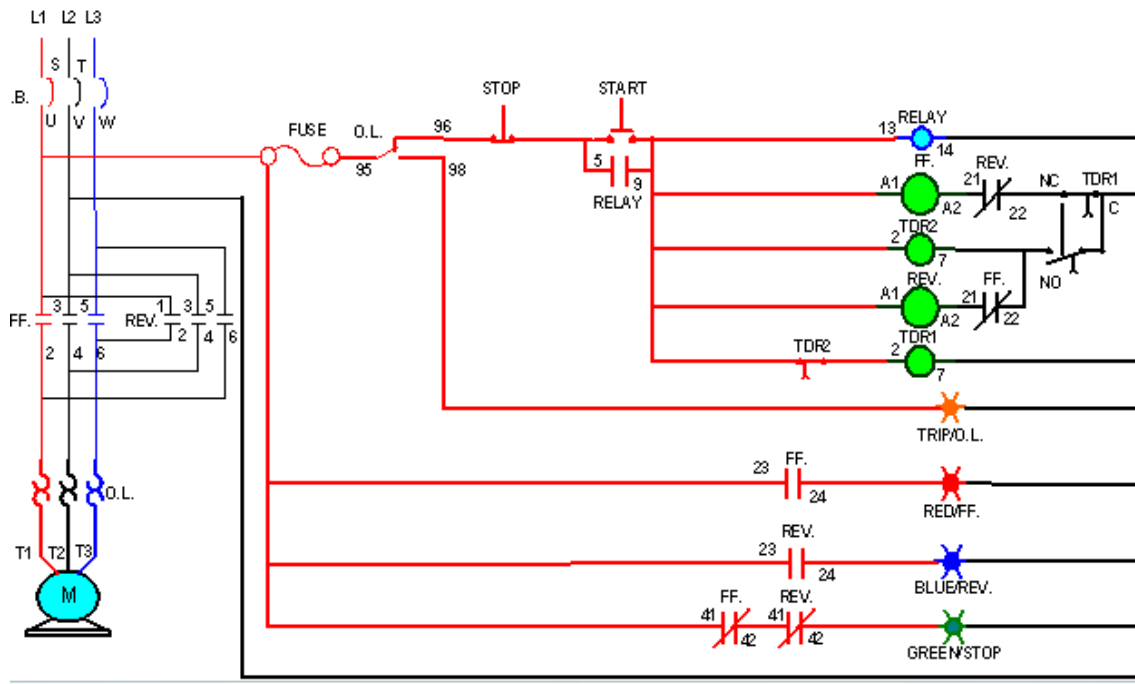 L1 L2 L3
S T
.B.
U V W
STOP START
FUSE O.L. 96
95 98
5 9
RELAY
13 RELAY 14
FF.
A1 A2 21 REV. 22 NC TDR1 C
TDR2
2 7
NO
REV.
A1 A2 21 FF. 22
TDR2 2 TDR1 7
TRIP/O.L.
FF. 3 5 REV. 1 3 5
2 4 6 2 4 6
O.L.
T1 T2 T3
M
23 FF. 24
RED/FF.
REV.
23 24
BLUE/REV.
FF. REV.
41 42 41 42
GREEN/STOP